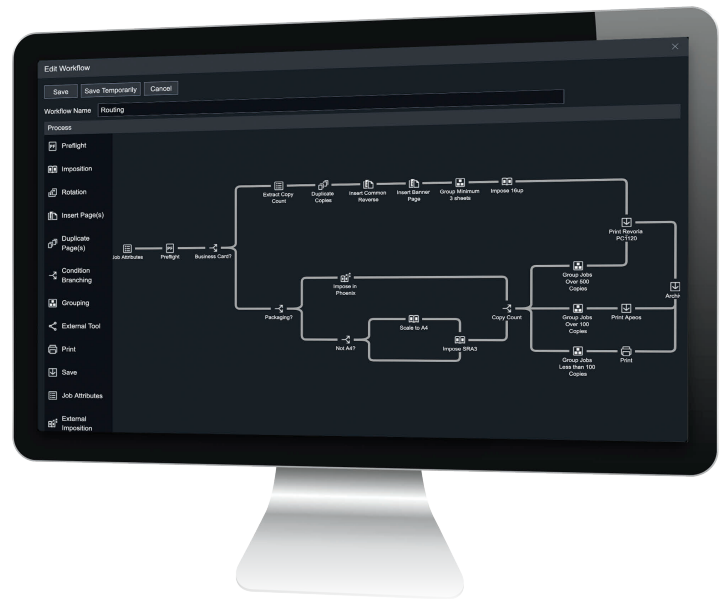 Edit Workflow
Save
Save Temporarily
Cancel
Workflow Name
Routing
Process
Preflight
Imposition
Rotation
Insert Page(s)
Duplicate
Page(s)
Condition
Branching
Grouping
External Tool
Print
Save
Job Attributes
External
Imposition
Job Attributes
Preflight
Business Card?
Extract Copy
Count
Duplicate
Copies
Insert Common
Reverse
Insert Banner
Page
Group Minimum
3 sheets
Impose 16up
Print Revoria
PC1120
Packaging?
Impose in
Phoenix
Not A4?
Scale to A4
Impose SRA3
Copy Count
Group Jobs
Over 500
Copies
Group Jobs
Over 100
Copies
Print Apeos
Group Jobs
Less than 100
Copies
Print
PF
PF